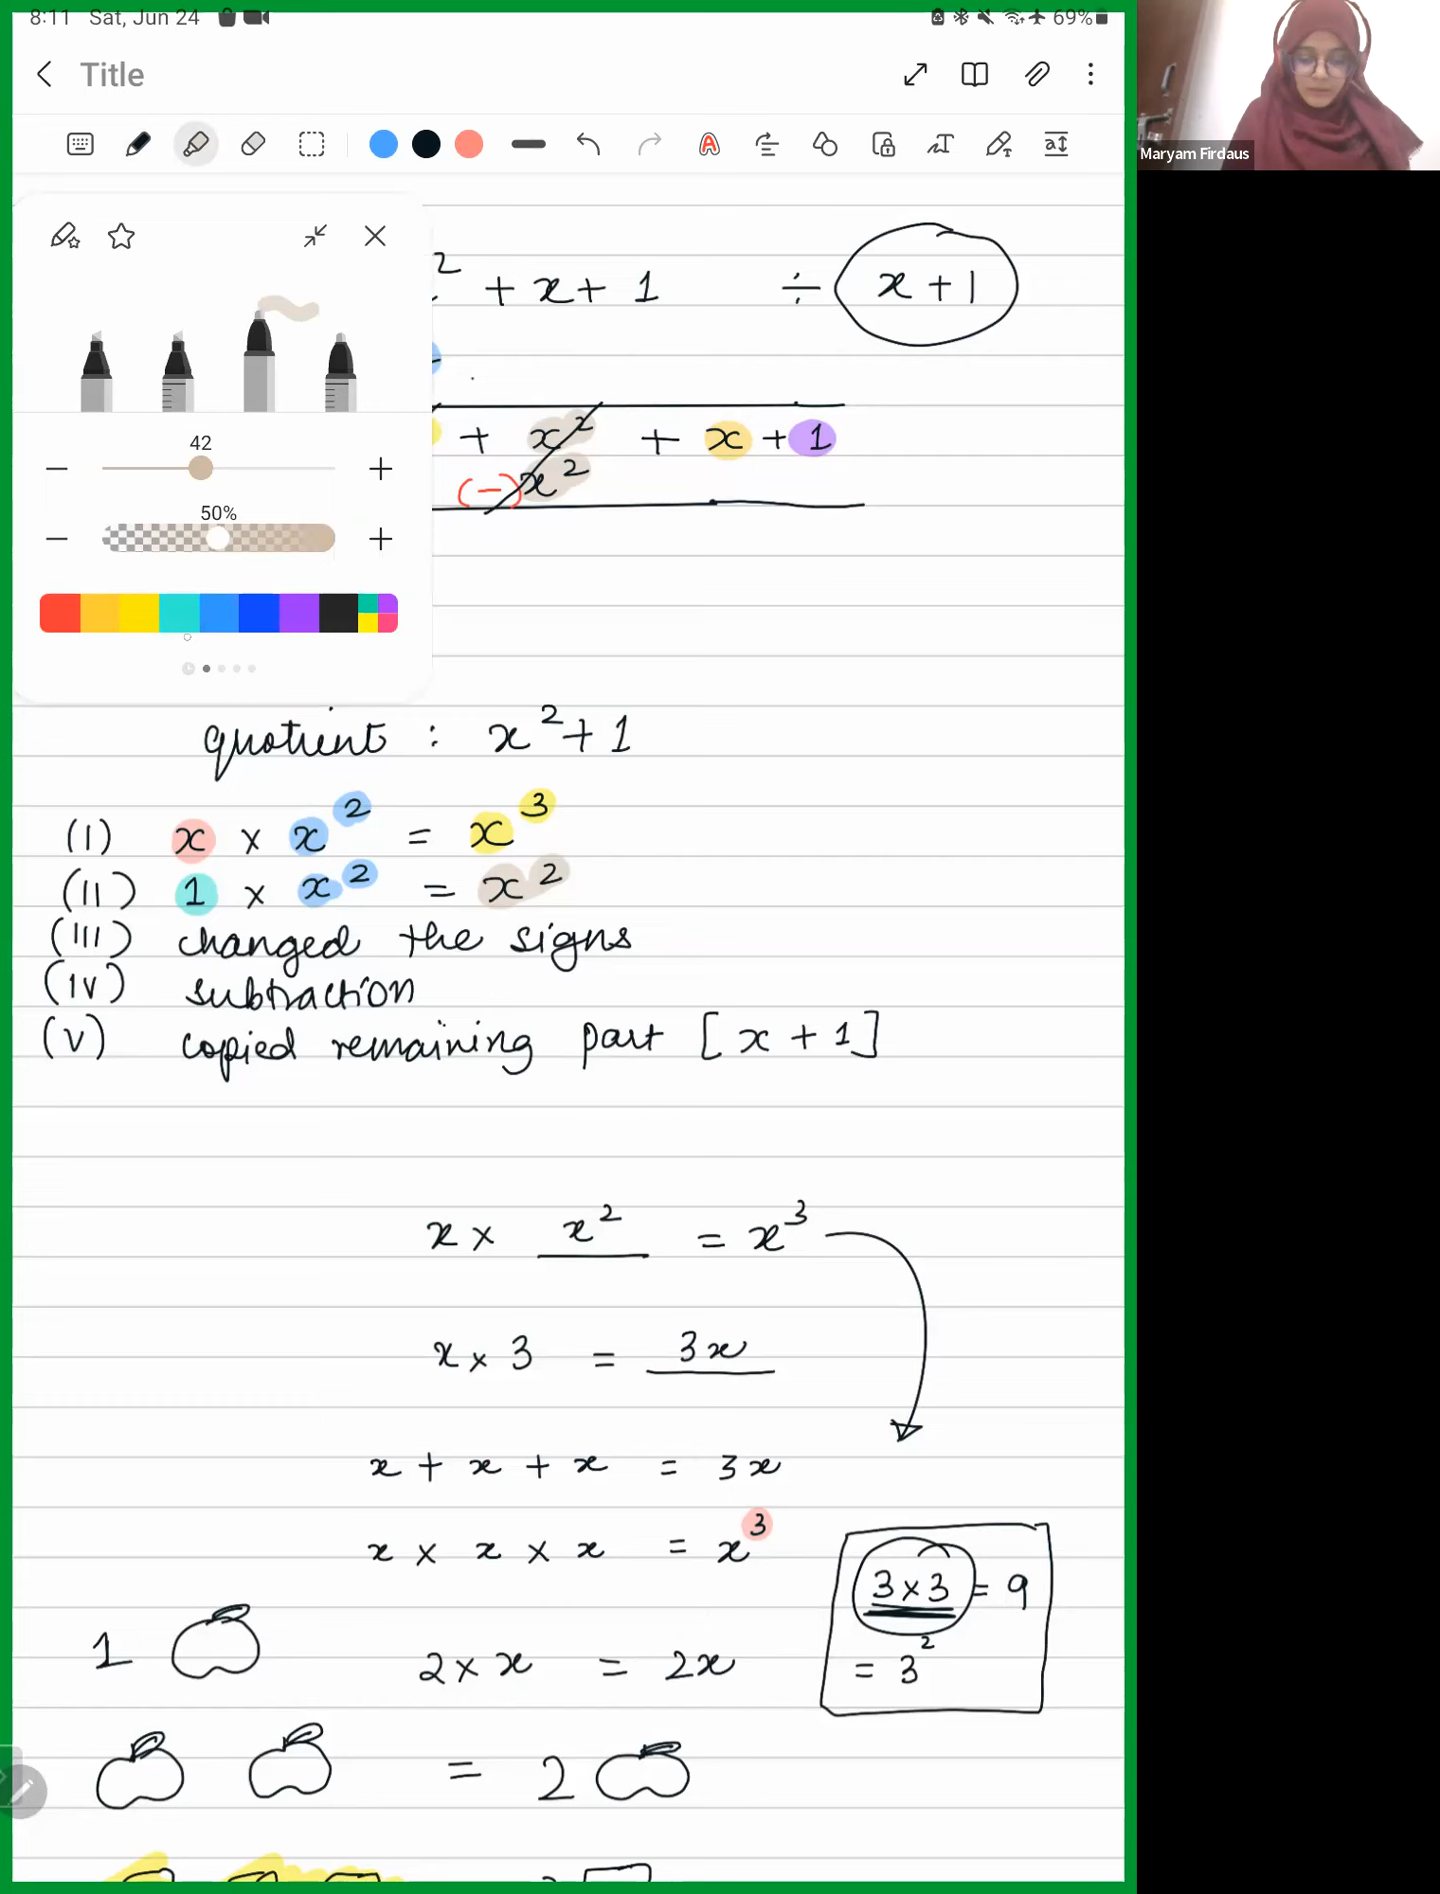 8:11 Sat, Jun 24 69%
Title
Maryam Firdaus
2 + x + 1 ÷ x + 1
42
50%
+ x² + x + 1
(-) x²
quotient : x² + 1
(I) x × x² = x³
(II) 1 × x² = x²
(III) changed the signs
(IV) subtraction
(V) copied remaining part [x + 1]
x × x² = x³
x × 3 = 3x
x + x + x = 3x
x × x × x = x³
3 × 3 = 9
= 3²
1
2 × x = 2x
= 2